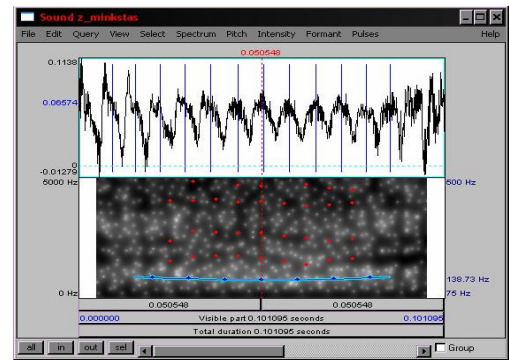 Sound z_minkstas
File Edit Query View Select Spectrum Pitch Intensity Formant Pulses Help
0.050548
0.1138
0.06574
0
-0.01279
5000 Hz 500 Hz
138.73 Hz
0 Hz 75 Hz
0.050548 0.050548
0.000000 Visible part 0.101095 seconds 0.101095
Total duration 0.101095 seconds
all in out sel Group